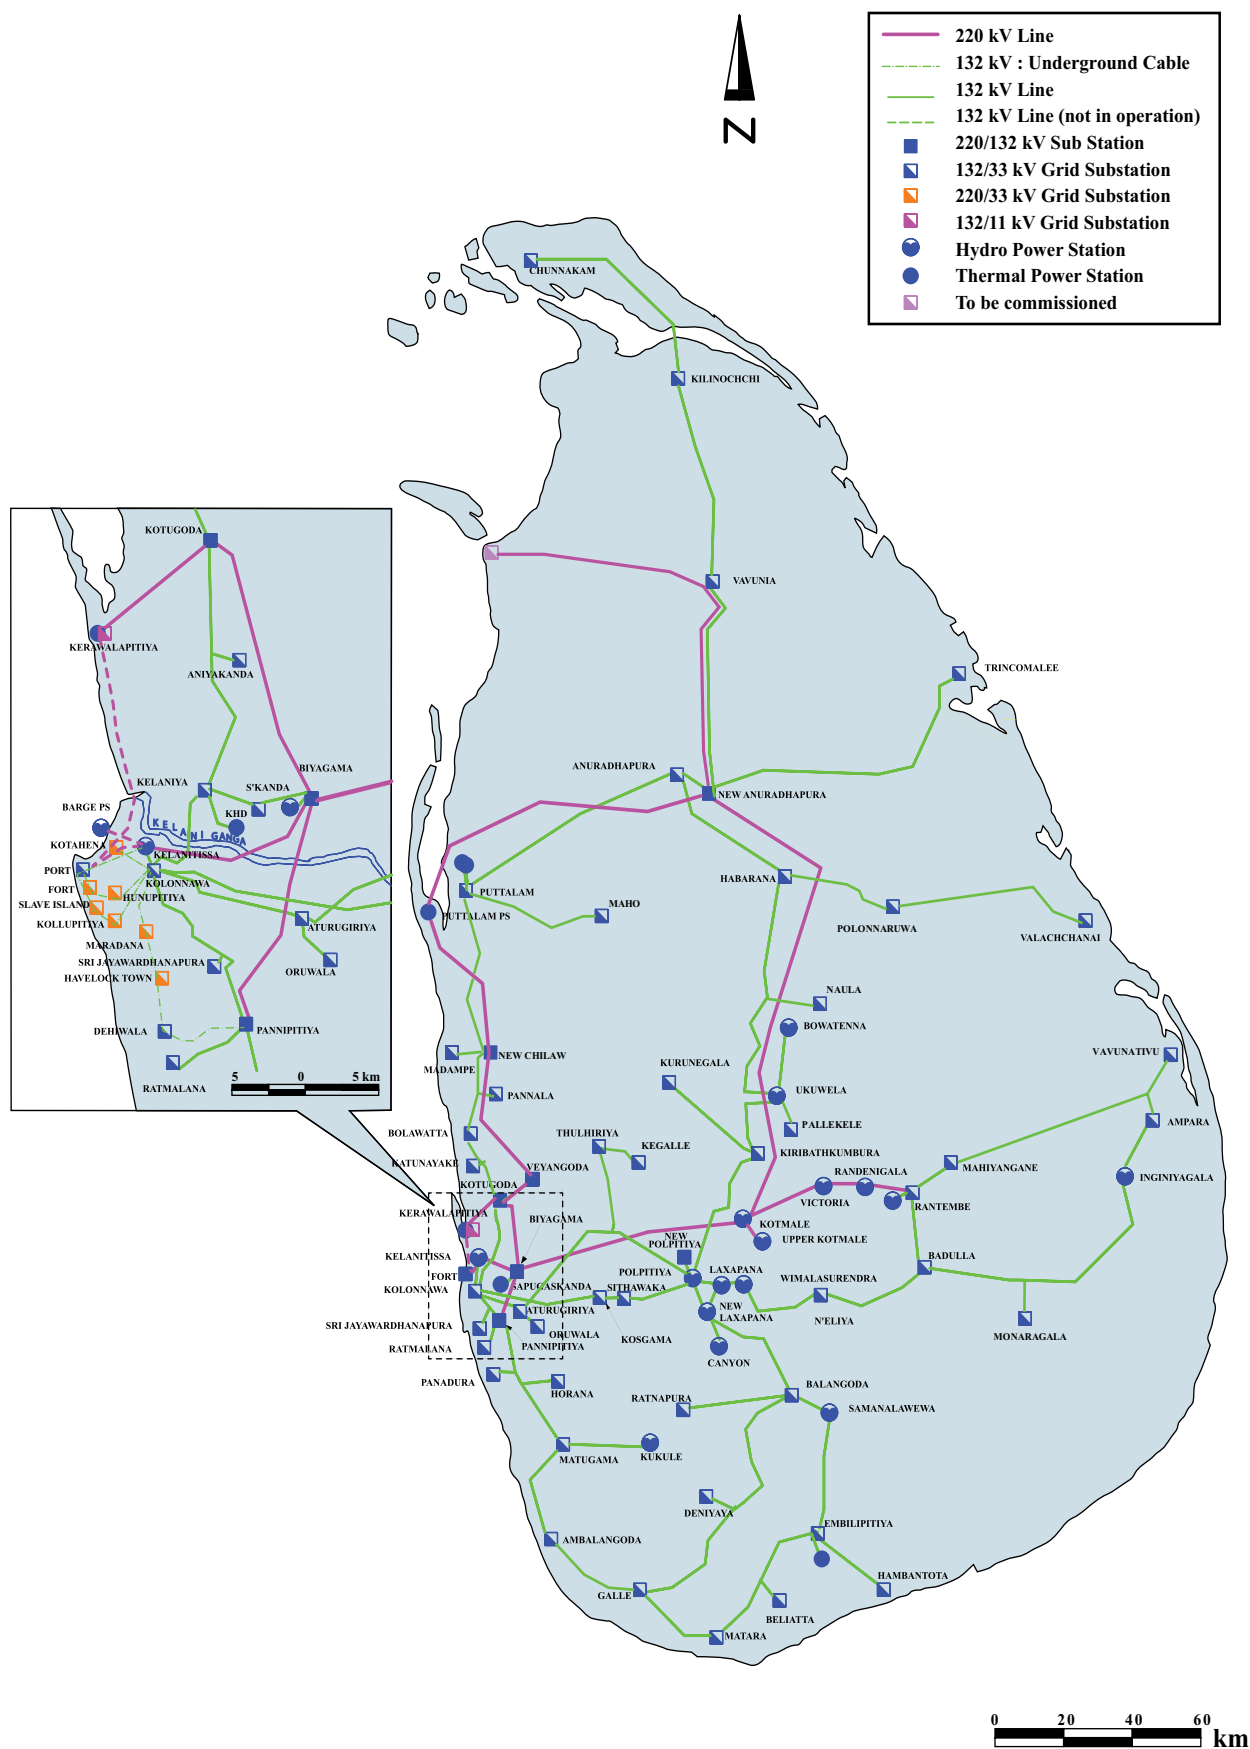 220 kV Line
132 kV : Underground Cable
132 kV Line
132 kV Line (not in operation)
220/132 kV Sub Station
132/33 kV Grid Substation
220/33 kV Grid Substation
132/11 kV Grid Substation
Hydro Power Station
Thermal Power Station
To be commissioned
N
CHUNNAKAM
KILINOCHCHI
VAVUNIA
TRINCOMALEE
ANURADHAPURA
NEW ANURADHAPURA
HABARANA
PUTTALAM
MAHO
PUTTALAM PS
POLONNARUWA
VALACHCHANAI
NAULA
BOWATENNA
NEW CHILAW
MADAMPE
KURUNEGALA
VAVUNATIVU
UKUWELA
PANNALA
PALLEKELE
AMPARA
BOLAWATTA
THULHIRIYA
KEGALLE
KIRIBATHKUMBURA
KATUNAYAKE
VEYANGODA
RANDENIGALA
MAHIYANGANE
INGINIYAGALA
KOTUGODA
VICTORIA
RANTEMBE
KERAWALAPITIYA
BIYAGAMA
KOTMALE
UPPER KOTMALE
NEW
POLPITIYA
KELANITISSA
BADULLA
FORT
POLPITIYA
LAXAPANA
WIMALASURENDRA
KOLONNAWA
SAPUGASKANDA
SITHAWAKA
ATURUGIRIYA
NEW
LAXAPANA
N'ELIYA
SRI JAYAWARDHANAPURA
ORUWALA
KOSGAMA
MONARAGALA
RATMALANA
PANNIPITIYA
CANYON
PANADURA
HORANA
RATNAPURA
BALANGODA
SAMANALAWEWA
MATUGAMA
KUKULE
DENIYAYA
EMBILIPITIYA
AMBALANGODA
HAMBANTOTA
GALLE
BELIATTA
MATARA
KOTUGODA
KERAWALAPITIYA
ANIYAKANDA
BIYAGAMA
KELANIYA
S'KANDA
BARGE PS
KHD
KELANI GANGA
KOTAHENA
KELANITISSA
PORT
KOLONNAWA
FORT
HUNUPITIYA
SLAVE ISLAND
KOLLUPITIYA
ATURUGIRIYA
MARADANA
SRI JAYAWARDHANAPURA
ORUWALA
HAVELOCK TOWN
DEHIWALA
PANNIPITIYA
RATMALANA
5 0 5 km
0 20 40 60
km